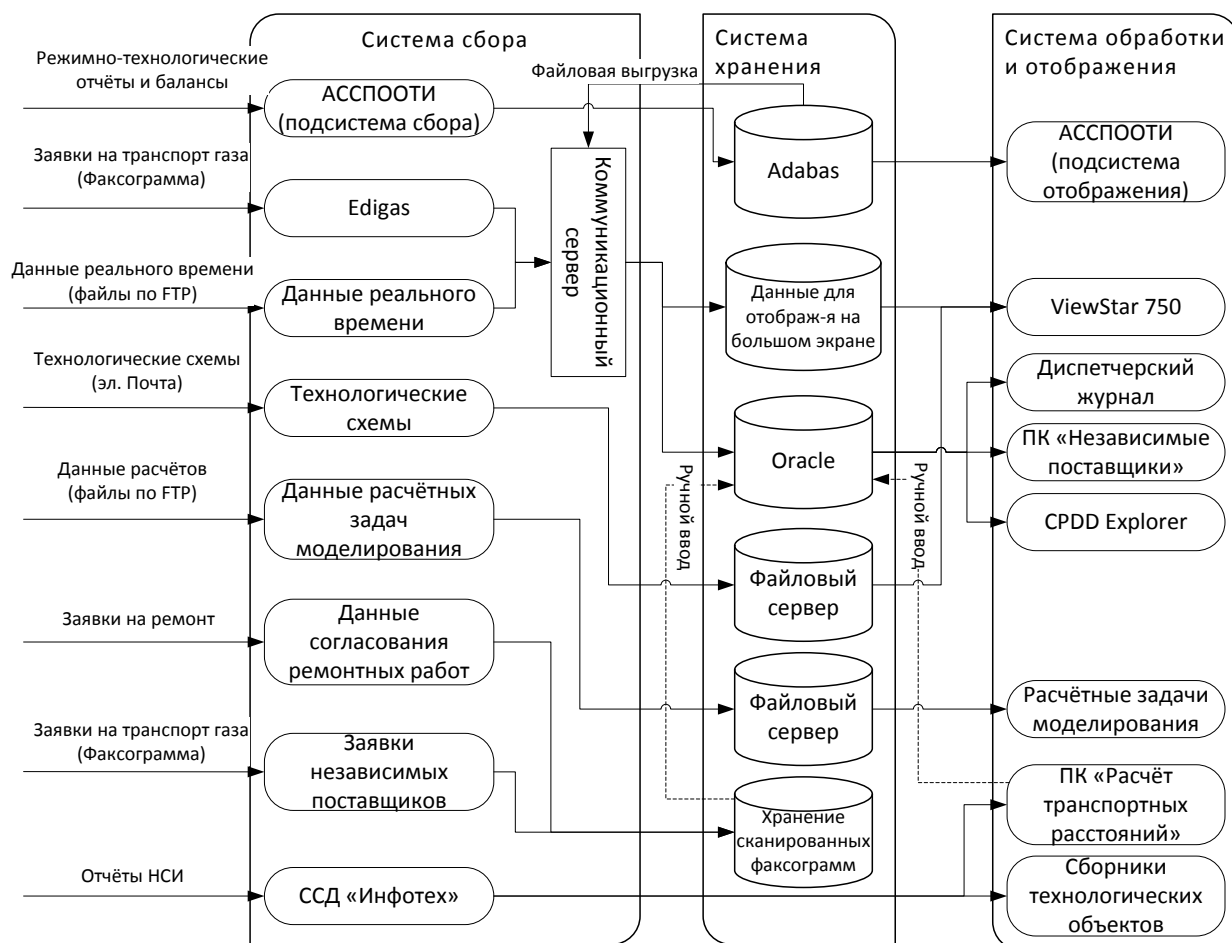 Система сбора
Система
хранения
Система обработки
и отображения
Режимно-технологические
отчёты и балансы
Файловая выгрузка
АССПООТИ
(подсистема сбора)
Adabas
АССПООТИ
(подсистема
отображения)
Заявки на транспорт газа
(Факсограмма)
Edigas
Коммуникационный
сервер
Данные реального времени
(файлы по FTP)
Данные реального
времени
Данные для
отображ-я на
большом экране
ViewStar 750
Технологические схемы
(эл. Почта)
Технологические
схемы
Диспетчерский
журнал
Oracle
ПК «Независимые
поставщики»
Ручной ввод
Ручной ввод
CPDD Explorer
Данные расчётов
(файлы по FTP)
Данные расчётных
задач
моделирования
Файловый
сервер
Заявки на ремонт
Данные
согласования
ремонтных работ
Файловый
сервер
Расчётные задачи
моделирования
Заявки на транспорт газа
(Факсограмма)
Заявки
независимых
поставщиков
Хранение
сканированных
факсограмм
ПК «Расчёт
транспортных
расстояний»
Отчёты НСИ
ССД «Инфотех»
Сборники
технологических
объектов